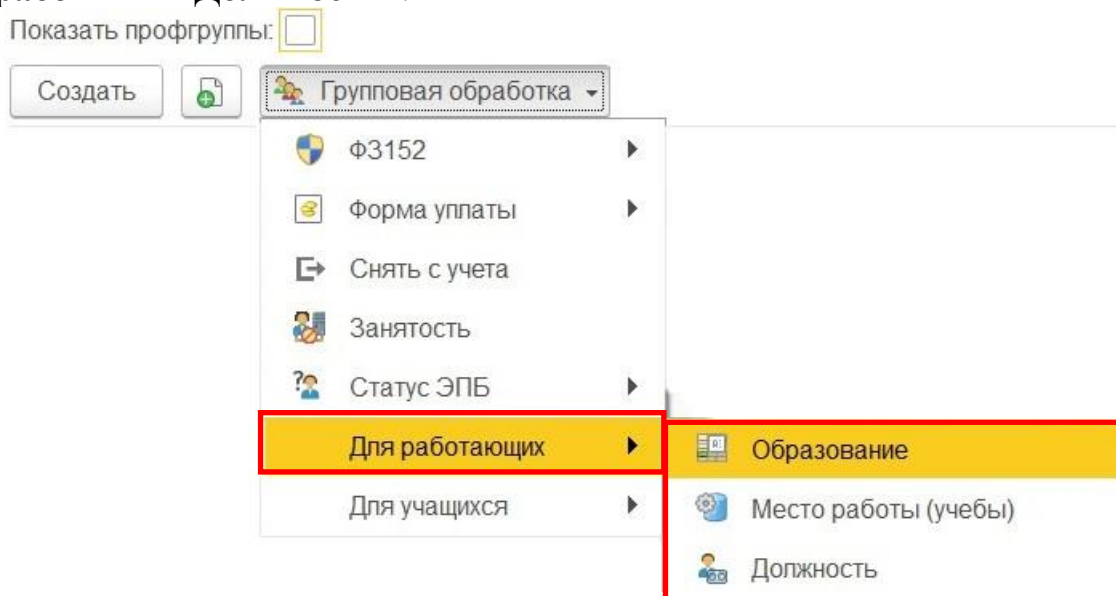 Показать профгруппы:
Создать
Групповая обработка
ФЗ152
Форма уплаты
Снять с учета
Занятость
Статус ЭПБ
Для работающих
Образование
Для учащихся
Место работы (учебы)
Должность